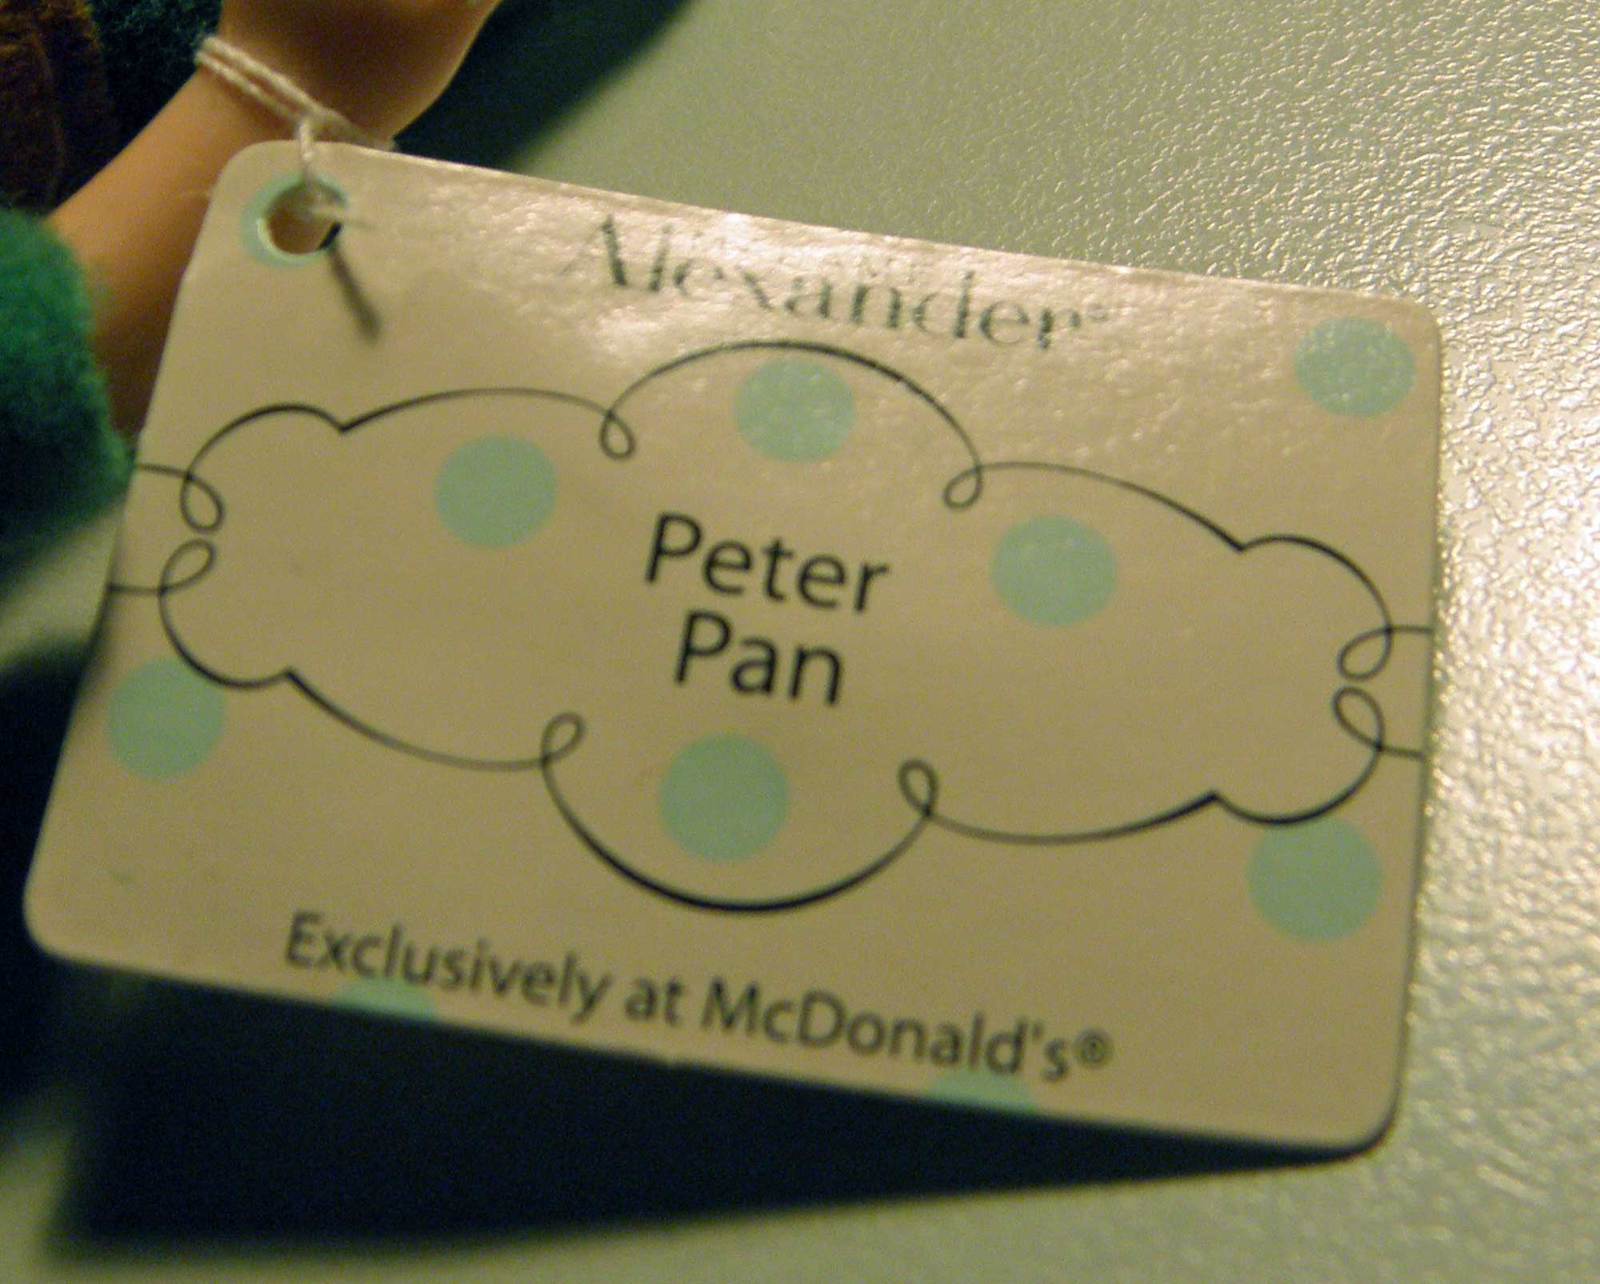 Alexander®
Peter
Pan
Exclusively at McDonald's®